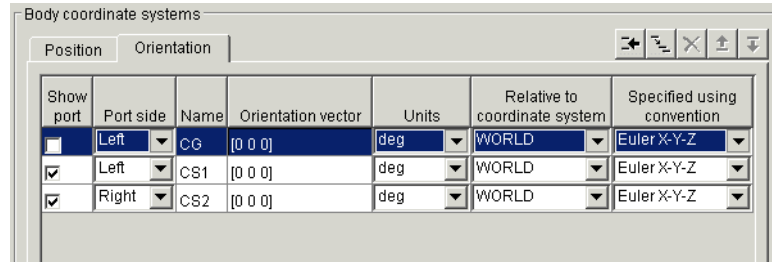 Body coordinate systems
Position Orientation
Show port Port side Name Orientation vector Units Relative to coordinate system Specified using convention
Left CG [0 0 0] deg WORLD Euler X-Y-Z
Left CS1 [0 0 0] deg WORLD Euler X-Y-Z
Right CS2 [0 0 0] deg WORLD Euler X-Y-Z